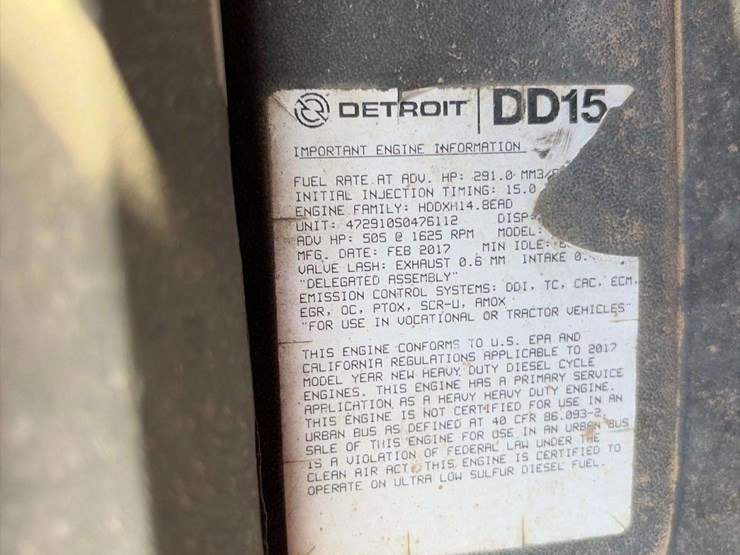 DETROIT DD15
IMPORTANT ENGINE INFORMATION
FUEL RATE AT ADV. HP: 291.0 MM3/S
INITIAL INJECTION TIMING: 15.0
ENGINE FAMILY: HDDXH14.8EAD
UNIT: 472910S0476112 DISP
ADV HP: 505 @ 1625 RPM MODEL:
MFG. DATE: FEB 2017 MIN IDLE:
VALVE LASH: EXHAUST 0.6 MM INTAKE 0.
"DELEGATED ASSEMBLY"
EMISSION CONTROL SYSTEMS: DDI, TC, CAC, ECM,
EGR, OC, PTOX, SCR-U, AMOX
"FOR USE IN VOCATIONAL OR TRACTOR VEHICLES"
THIS ENGINE CONFORMS TO U.S. EPA AND
CALIFORNIA REGULATIONS APPLICABLE TO 2017
MODEL YEAR NEW HEAVY DUTY DIESEL CYCLE
ENGINES. THIS ENGINE HAS A PRIMARY SERVICE
APPLICATION AS A HEAVY HEAVY DUTY ENGINE.
THIS ENGINE IS NOT CERTIFIED FOR USE IN AN
URBAN BUS AS DEFINED AT 40 CFR 86.093-2.
SALE OF THIS ENGINE FOR USE IN AN URBAN BUS
IS A VIOLATION OF FEDERAL LAW UNDER THE
CLEAN AIR ACT. THIS ENGINE IS CERTIFIED TO
OPERATE ON ULTRA LOW SULFUR DIESEL FUEL.